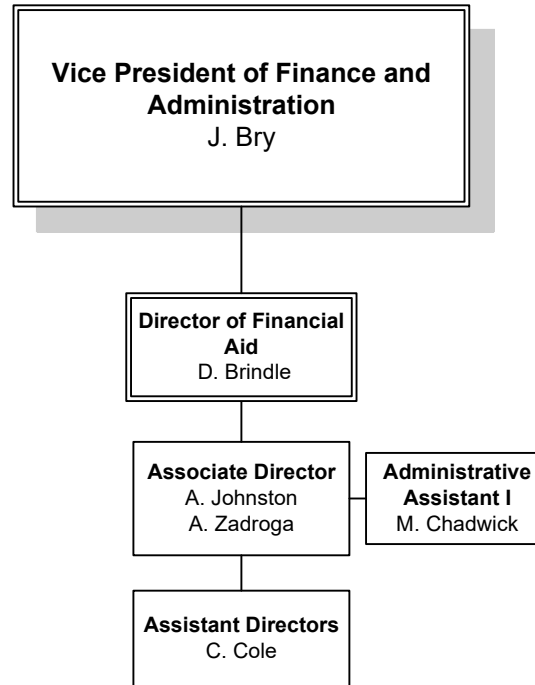 Vice President of Finance and
Administration
J. Bry
Director of Financial
Aid
D. Brindle
Associate Director
A. Johnston
A. Zadroga
Administrative
Assistant I
M. Chadwick
Assistant Directors
C. Cole